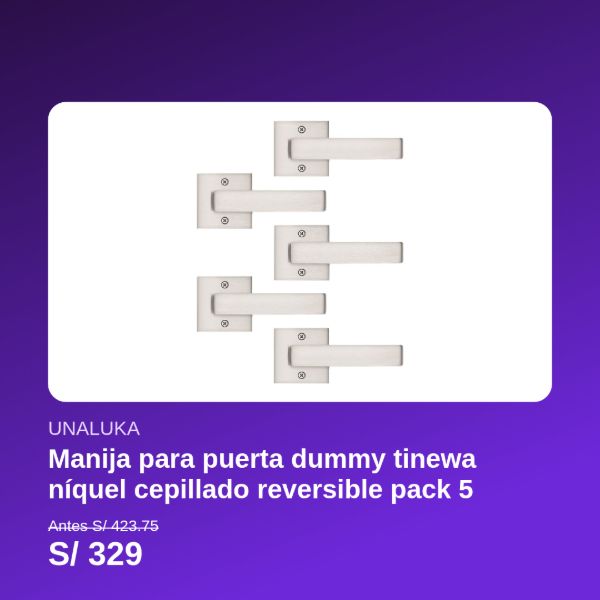 UNALUKA
Manija para puerta dummy tinewa
níquel cepillado reversible pack 5
Antes S/ 423.75
S/ 329